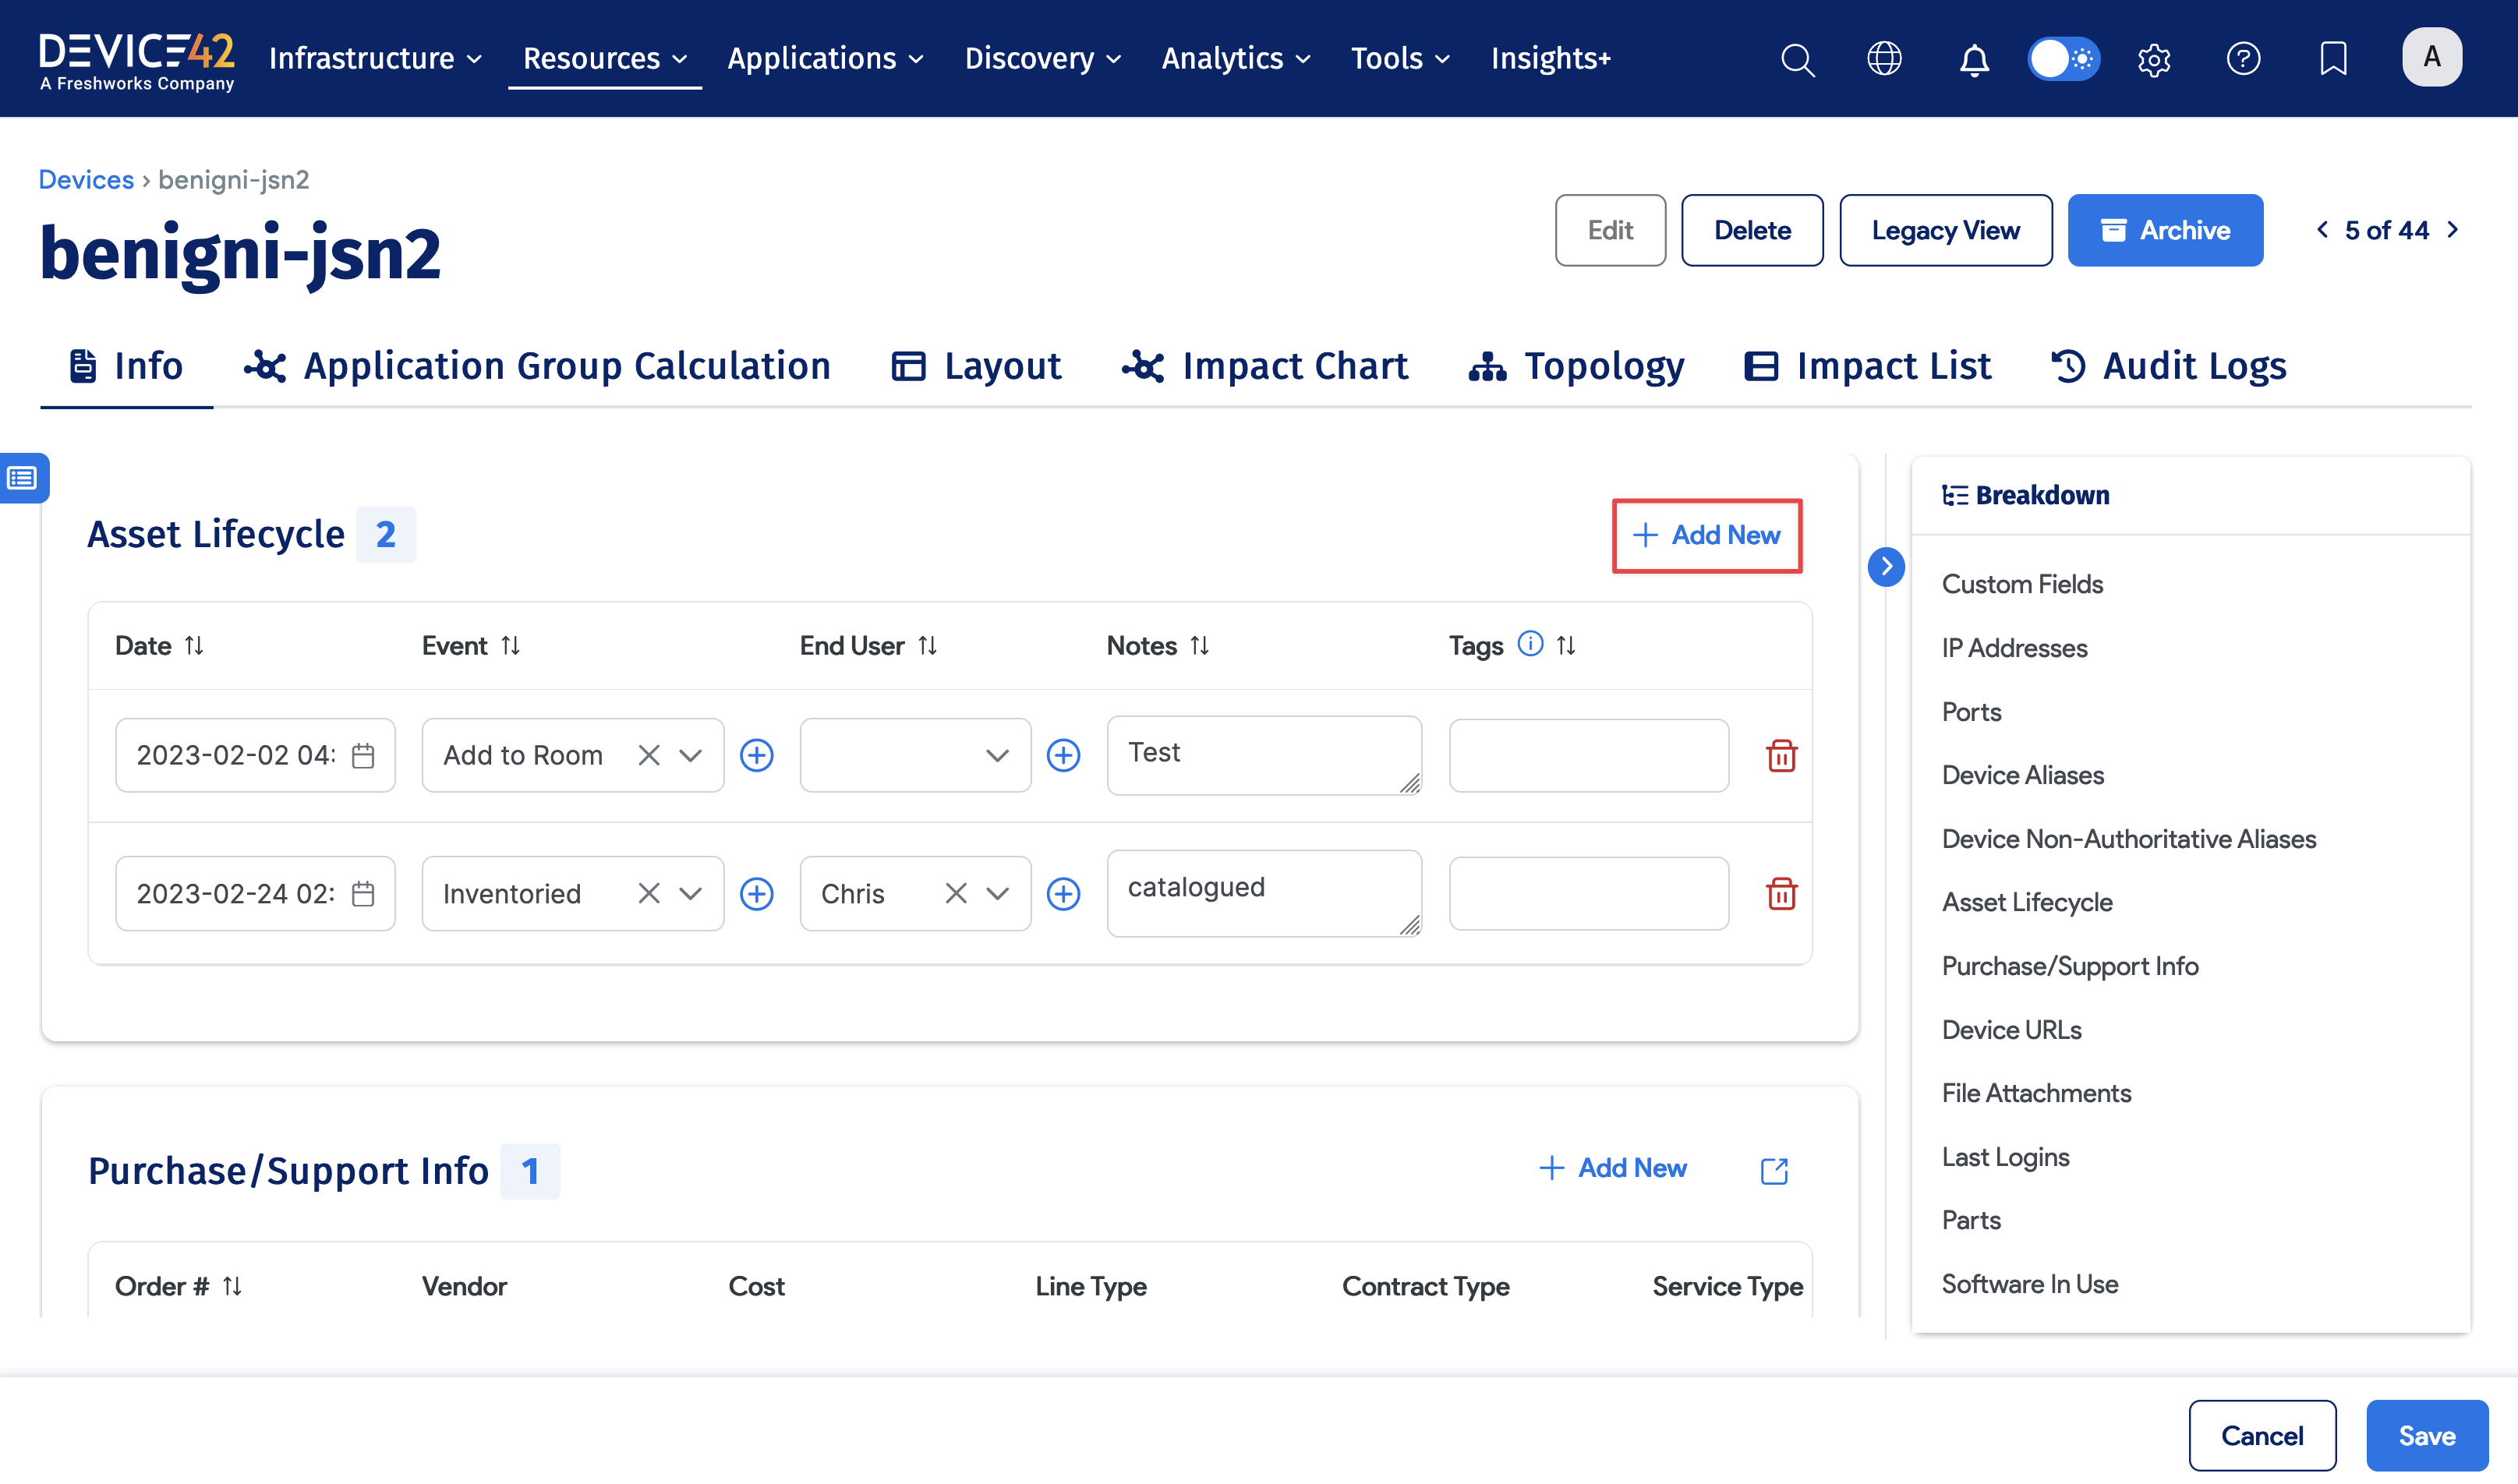 DEVICE42
A Freshworks Company
Infrastructure Resources Applications Discovery Analytics Tools Insights+
A
Devices › benigni-jsn2
benigni-jsn2
Edit Delete Legacy View Archive < 5 of 44 >
Info Application Group Calculation Layout Impact Chart Topology Impact List Audit Logs
Asset Lifecycle 2 + Add New
Date Event End User Notes Tags
2023-02-02 04: Add to Room Test
2023-02-24 02: Inventoried Chris catalogued
Purchase/Support Info 1 + Add New
Order # Vendor Cost Line Type Contract Type Service Type
Breakdown
Custom Fields
IP Addresses
Ports
Device Aliases
Device Non-Authoritative Aliases
Asset Lifecycle
Purchase/Support Info
Device URLs
File Attachments
Last Logins
Parts
Software In Use
Cancel Save